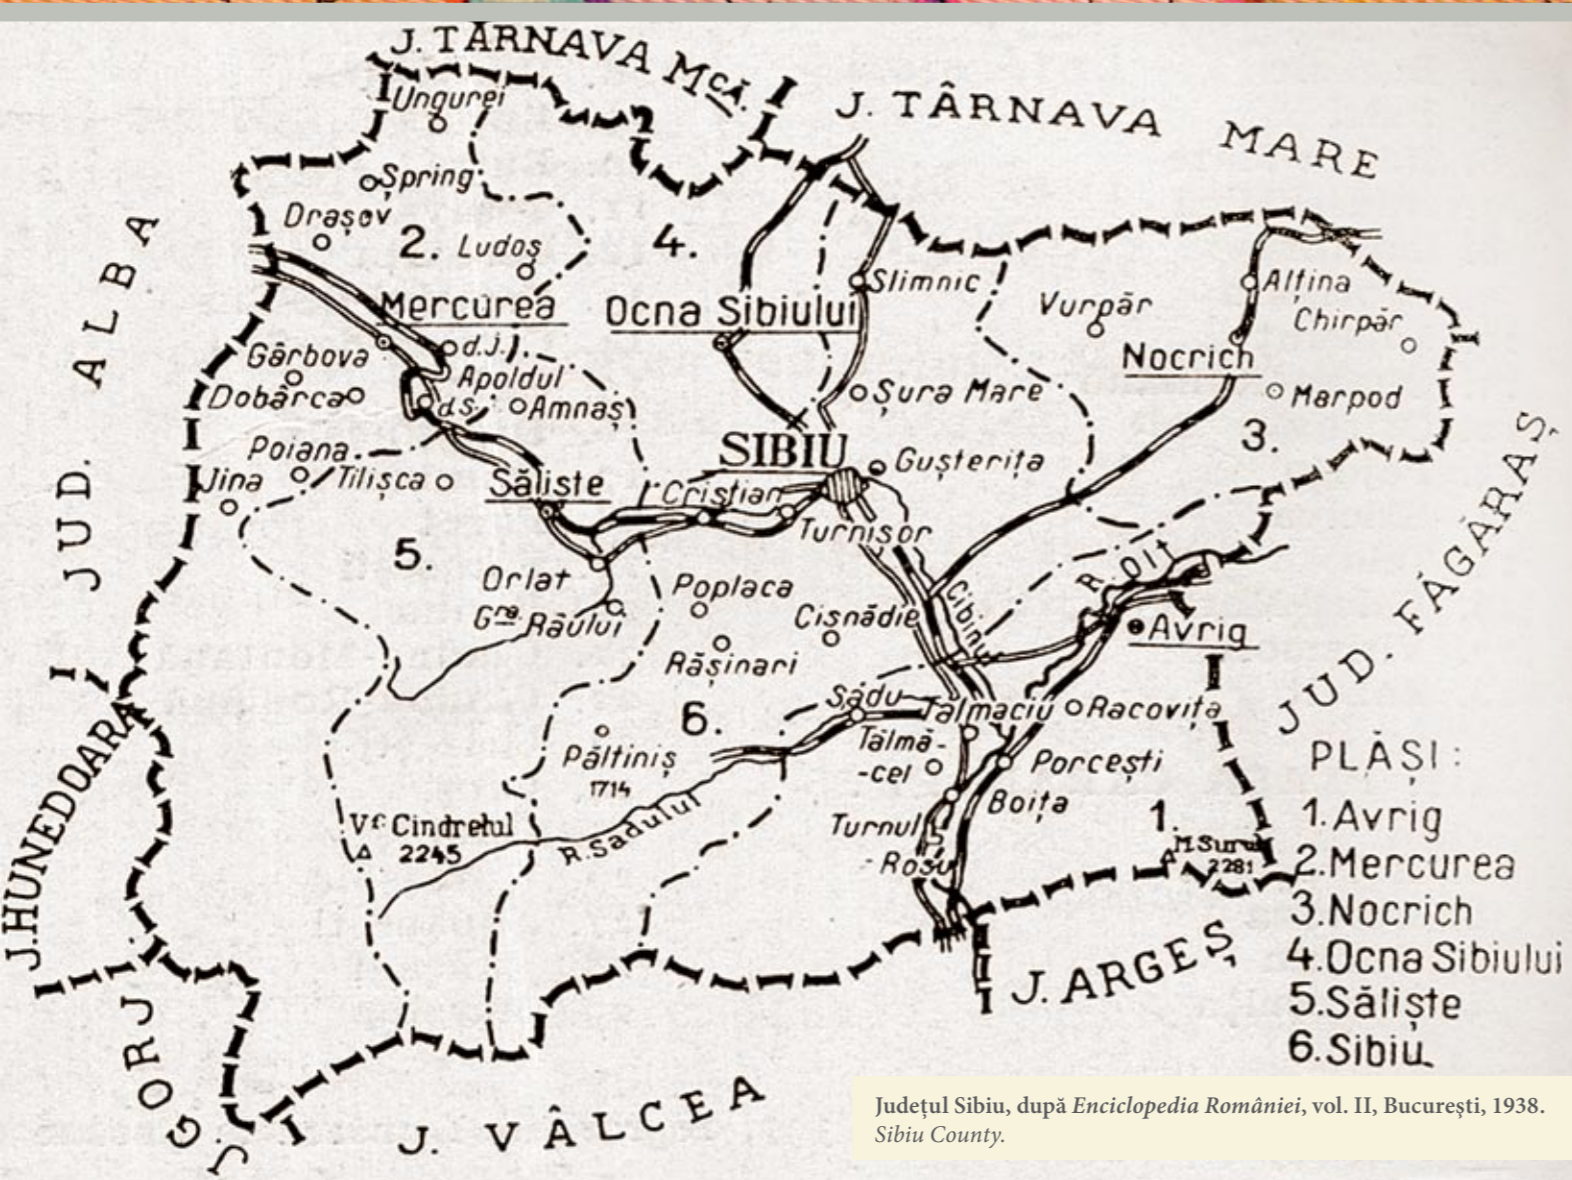 J. TÂRNAVA Mcă.
J. TÂRNAVA MARE
Ungurei
Șpring
Drașov
2. Ludoș
4.
JUD. ALBA
Mercurea
Ocna Sibiului
Slimnic
Vurpăr
Alțina
Chirpăr
Nocrich
Gârbova
d.j.
Apoldul
Dobârca
d.s.
Amnaș
Șura Mare
Marpod
3.
SIBIU
Gușterița
Poiana
Jina
Tilișca
Săliște
Cristian
Turnișor
5.
Orlat
Gra Râului
Poplaca
Cisnădie
Cibinul
R. Olt
Avrig
JUD. FĂGĂRAȘ
Rășinari
Sadu
Talmaciu
Racovița
6.
Păltiniș
1714
Tălmă-
-cel
Porcești
Boița
J. HUNEDOARA
Vf Cindrelul
2245
R. Sadului
Turnul
-Roșu
1.
M. Surul
2281
PLĂȘI:
1. Avrig
2. Mercurea
3. Nocrich
4. Ocna Sibiului
5. Săliște
6. Sibiu
J. ARGEȘ
J. GORJ
J. VÂLCEA
Județul Sibiu, după Enciclopedia României, vol. II, București, 1938.
Sibiu County.